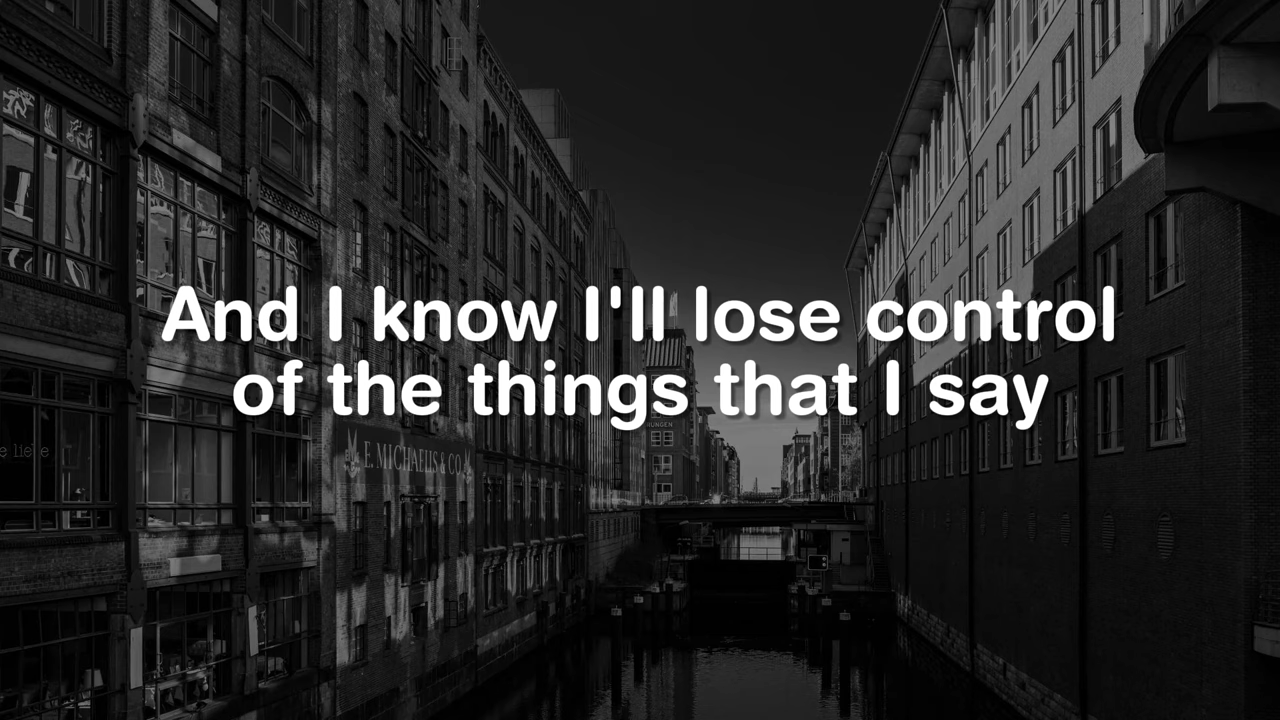 And I know I'll lose control
of the things that I say
E. MICHAELIS & CO.